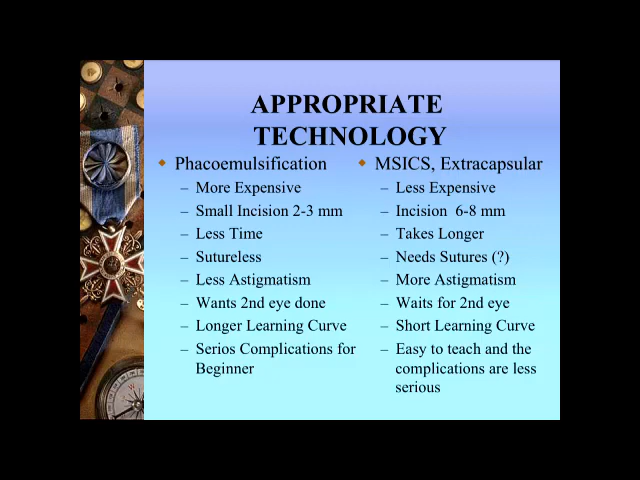 APPROPRIATE
TECHNOLOGY
Phacoemulsification
– More Expensive
– Small Incision 2-3 mm
– Less Time
– Sutureless
– Less Astigmatism
– Wants 2nd eye done
– Longer Learning Curve
– Serios Complications for
Beginner
MSICS, Extracapsular
– Less Expensive
– Incision 6-8 mm
– Takes Longer
– Needs Sutures (?)
– More Astigmatism
– Waits for 2nd eye
– Short Learning Curve
– Easy to teach and the
complications are less
serious